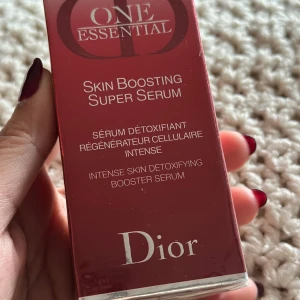 ONE
ESSENTIAL
SKIN BOOSTING
SUPER SERUM
SÉRUM DÉTOXIFIANT
RÉGÉNÉRATEUR CELLULAIRE
INTENSE
INTENSE SKIN DETOXIFYING
BOOSTER SERUM
Dior